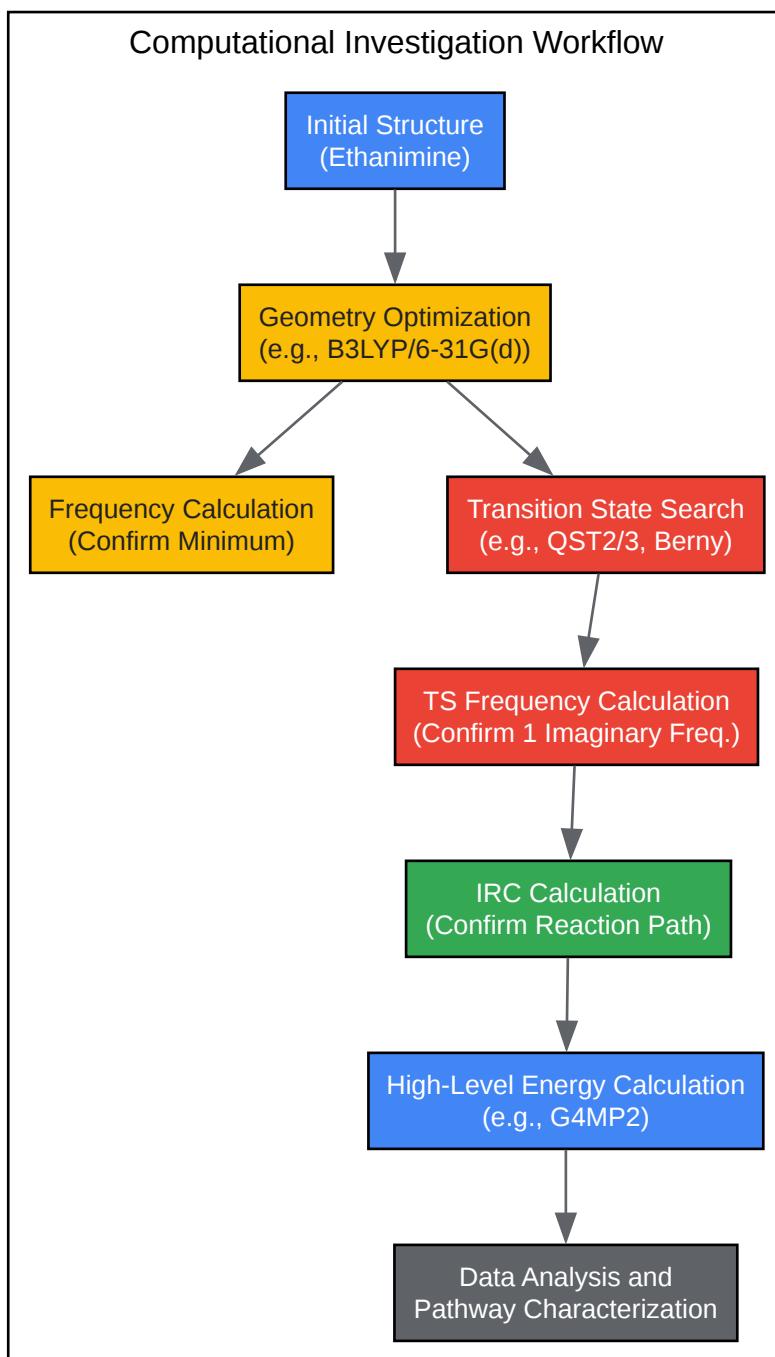 Computational Investigation Workflow
Initial Structure
(Ethanimine)
Geometry Optimization
(e.g., B3LYP/6-31G(d))
Frequency Calculation
(Confirm Minimum)
Transition State Search
(e.g., QST2/3, Berny)
TS Frequency Calculation
(Confirm 1 Imaginary Freq.)
IRC Calculation
(Confirm Reaction Path)
High-Level Energy Calculation
(e.g., G4MP2)
Data Analysis and
Pathway Characterization